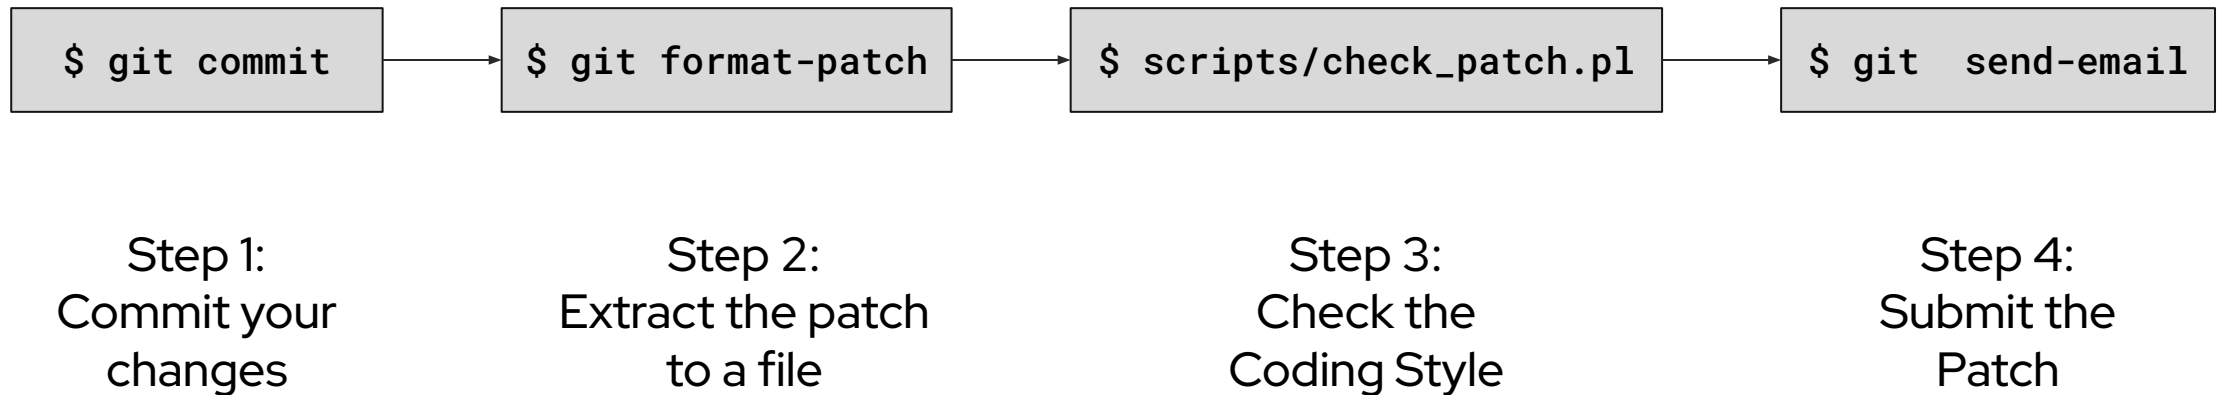 $ git commit
$ git format-patch
$ scripts/check_patch.pl
$ git  send-email
Step 1:
Commit your
changes
Step 2:
Extract the patch
to a file
Step 3:
Check the
Coding Style
Step 4:
Submit the
Patch